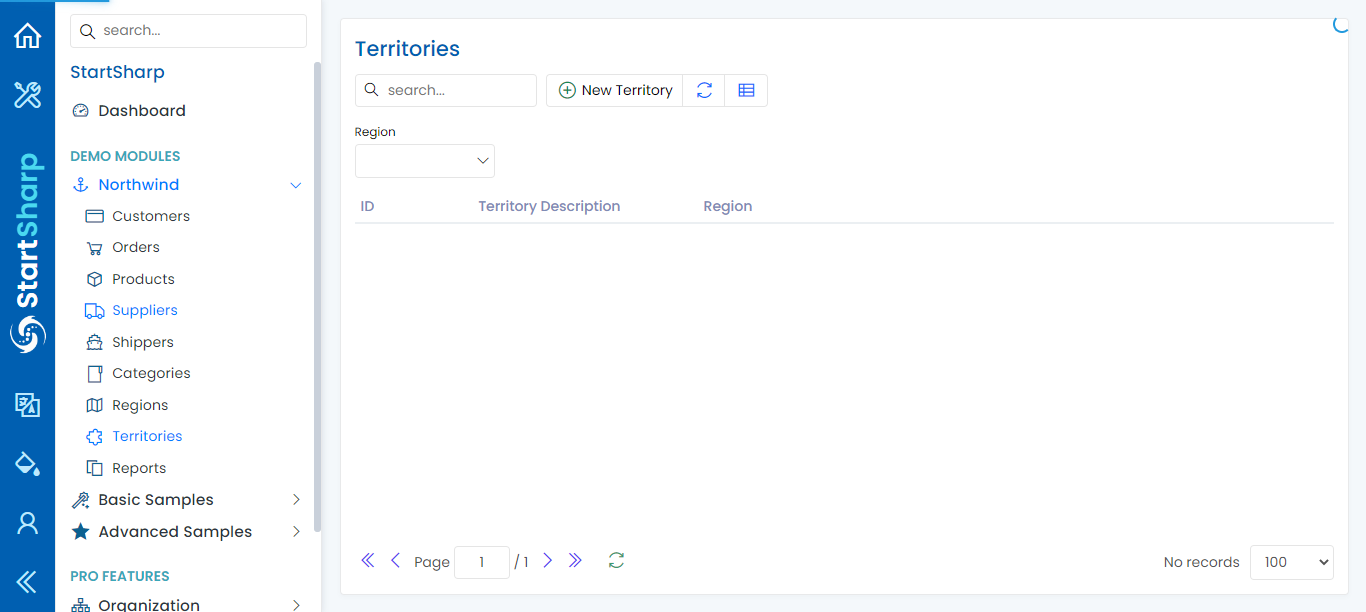 search...
StartSharp
Dashboard
DEMO MODULES
Northwind
Customers
Orders
Products
Suppliers
Shippers
Categories
Regions
Territories
Reports
Basic Samples
Advanced Samples
PRO FEATURES
Organization
StartSharp
Territories
search...
New Territory
Region
ID Territory Description Region
Page 1 / 1
No records 100